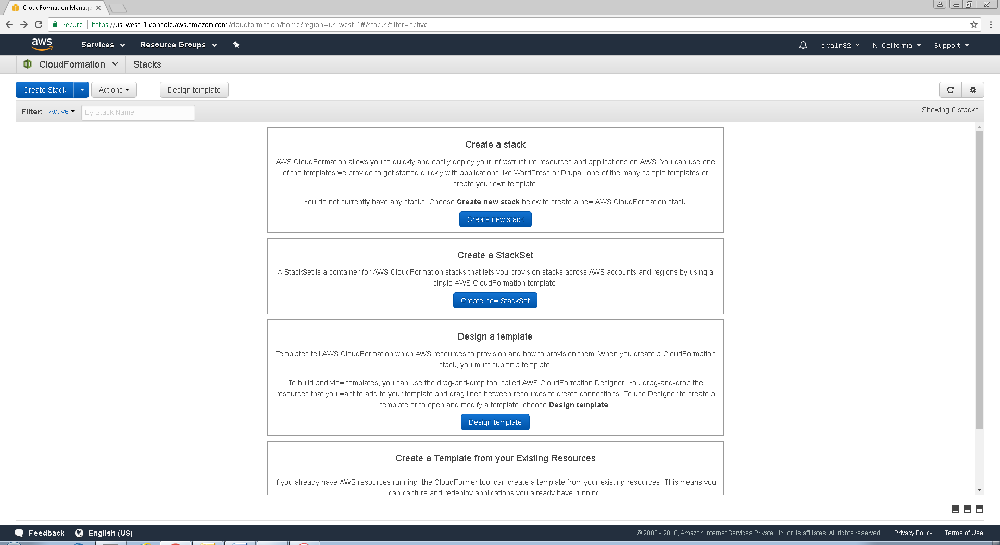 CloudFormation Manage
Secure https://us-west-1.console.aws.amazon.com/cloudformation/home?region=us-west-1#/stacks?filter=active
aws Services Resource Groups siva1n82 N. California Support
CloudFormation Stacks
Create Stack Actions Design template
Filter: Active By Stack Name Showing 0 stacks
Create a stack
AWS CloudFormation allows you to quickly and easily deploy your infrastructure resources and applications on AWS. You can use one
of the templates we provide to get started quickly with applications like WordPress or Drupal, one of the many sample templates or
create your own template.
You do not currently have any stacks. Choose Create new stack below to create a new AWS CloudFormation stack.
Create new stack
Create a StackSet
A StackSet is a container for AWS CloudFormation stacks that lets you provision stacks across AWS accounts and regions by using a
single AWS CloudFormation template.
Create new StackSet
Design a template
Templates tell AWS CloudFormation which AWS resources to provision and how to provision them. When you create a CloudFormation
stack, you must submit a template.
To build and view templates, you can use the drag-and-drop tool called AWS CloudFormation Designer. You drag-and-drop the
resources that you want to add to your template and drag lines between resources to create connections. To use Designer to create a
template or to open and modify a template, choose Design template.
Design template
Create a Template from your Existing Resources
If you already have AWS resources running, the CloudFormer tool can create a template from your existing resources. This means you
can capture and redeploy applications you already have running.
Feedback English (US) © 2008 - 2018, Amazon Internet Services Private Ltd. or its affiliates. All rights reserved. Privacy Policy Terms of Use